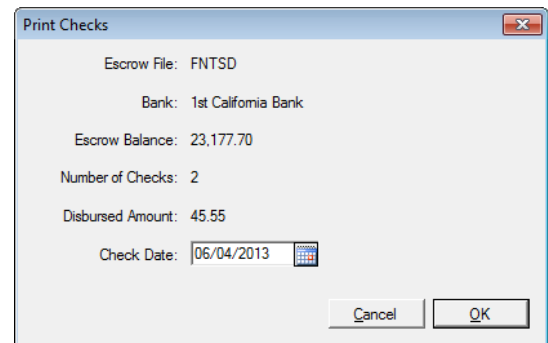 Print Checks
Escrow File: FNTSD
Bank: 1st California Bank
Escrow Balance: 23,177.70
Number of Checks: 2
Disbursed Amount: 45.55
Check Date: 06/04/2013
Cancel OK